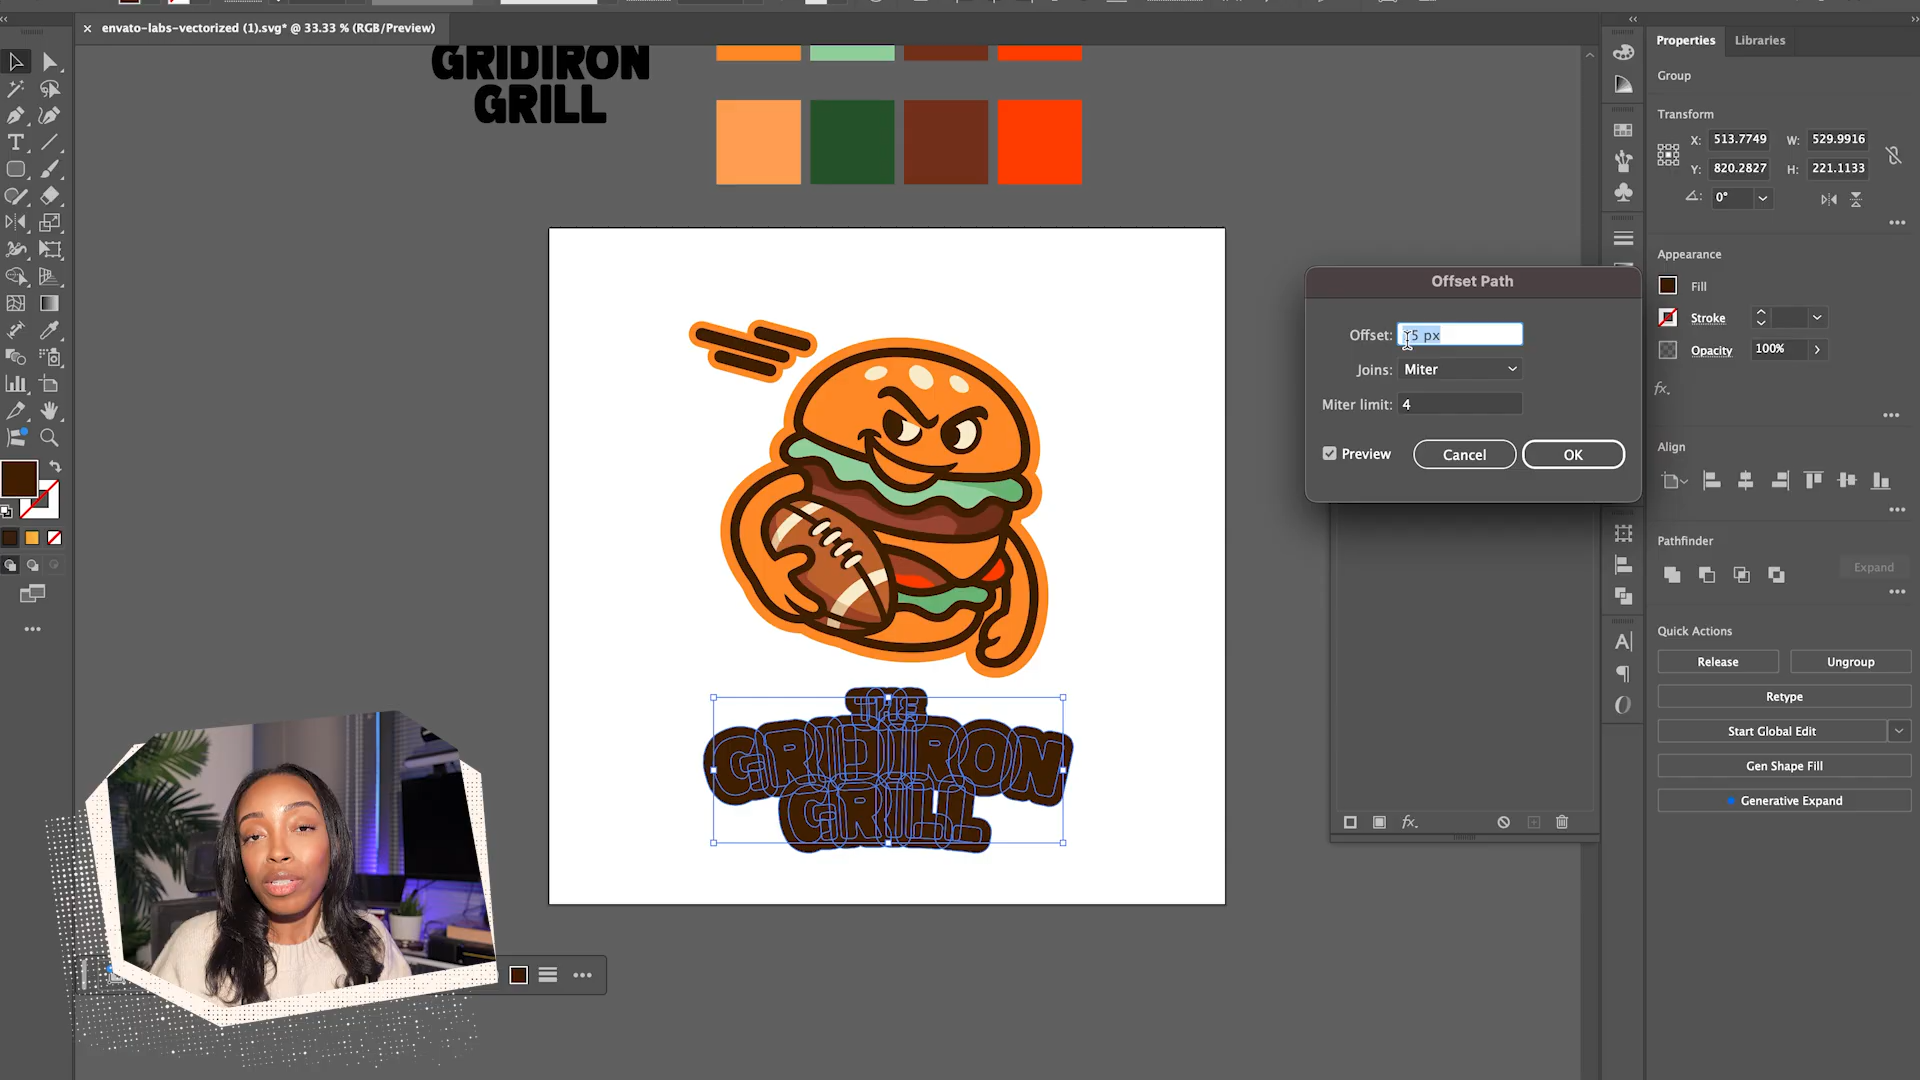 envato-labs-vectorized (1).svg* @ 33.33 % (RGB/Preview)
GRIDIRON
GRILL
THE
GRIDIRON
GRILL
Offset Path
Offset: 15 px
Joins: Miter
Miter limit: 4
Preview
Cancel
OK
Properties
Libraries
Group
Transform
X: 513.7749
W: 529.9916
Y: 820.2827
H: 221.1133
0°
Appearance
Fill
Stroke
Opacity
100%
fx.
Align
Pathfinder
Expand
Quick Actions
Release
Ungroup
Retype
Start Global Edit
Gen Shape Fill
Generative Expand
fx.